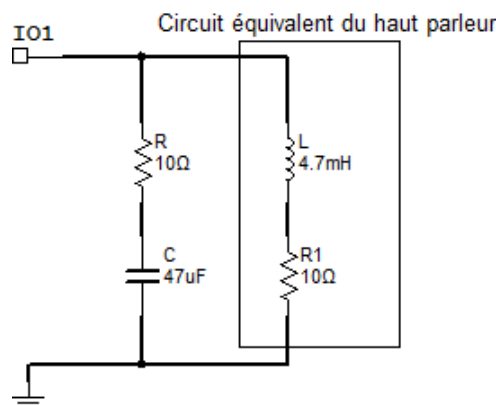 Circuit équivalent du haut parleur
IO1
R
10Ω
L
4.7mH
C
47uF
R1
10Ω